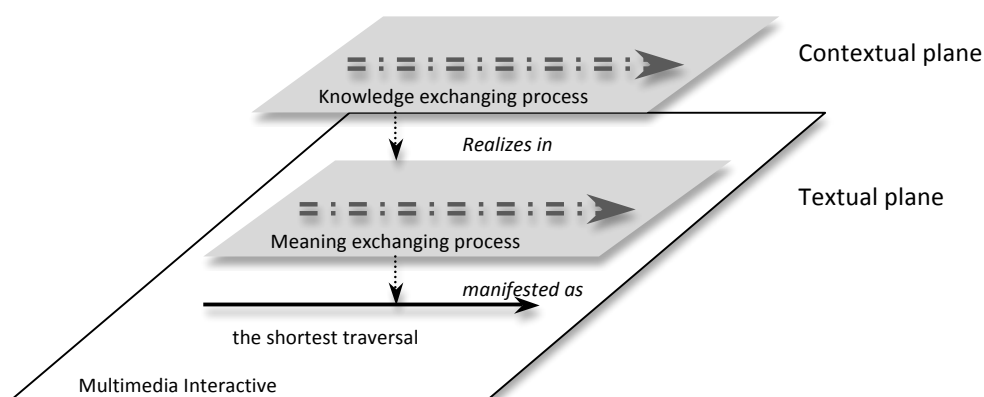 Contextual plane
Knowledge exchanging process
Realizes in
Textual plane
Meaning exchanging process
manifested as
the shortest traversal
Multimedia Interactive